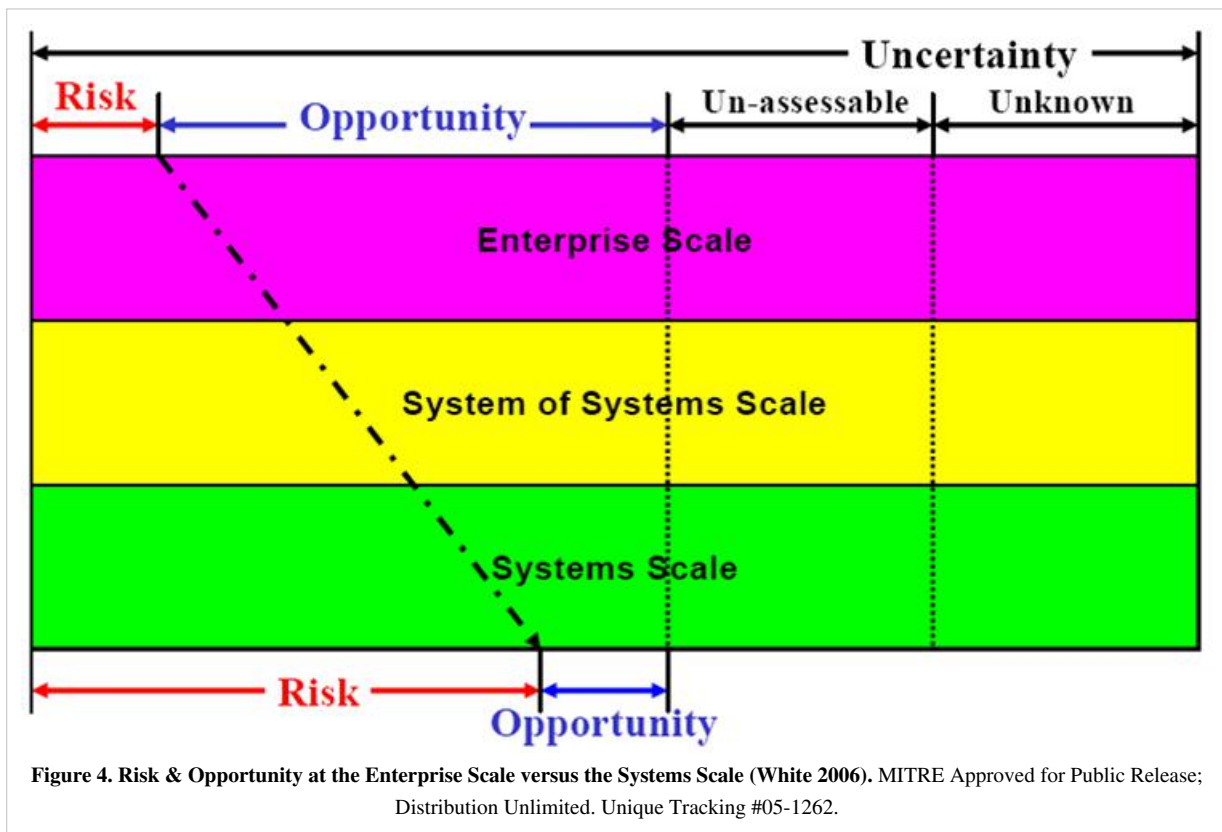 Uncertainty
Risk
Opportunity
Un-assessable
Unknown
Enterprise Scale
System of Systems Scale
Systems Scale
Risk
Opportunity
Figure 4. Risk & Opportunity at the Enterprise Scale versus the Systems Scale (White 2006). MITRE Approved for Public Release;
Distribution Unlimited. Unique Tracking #05-1262.